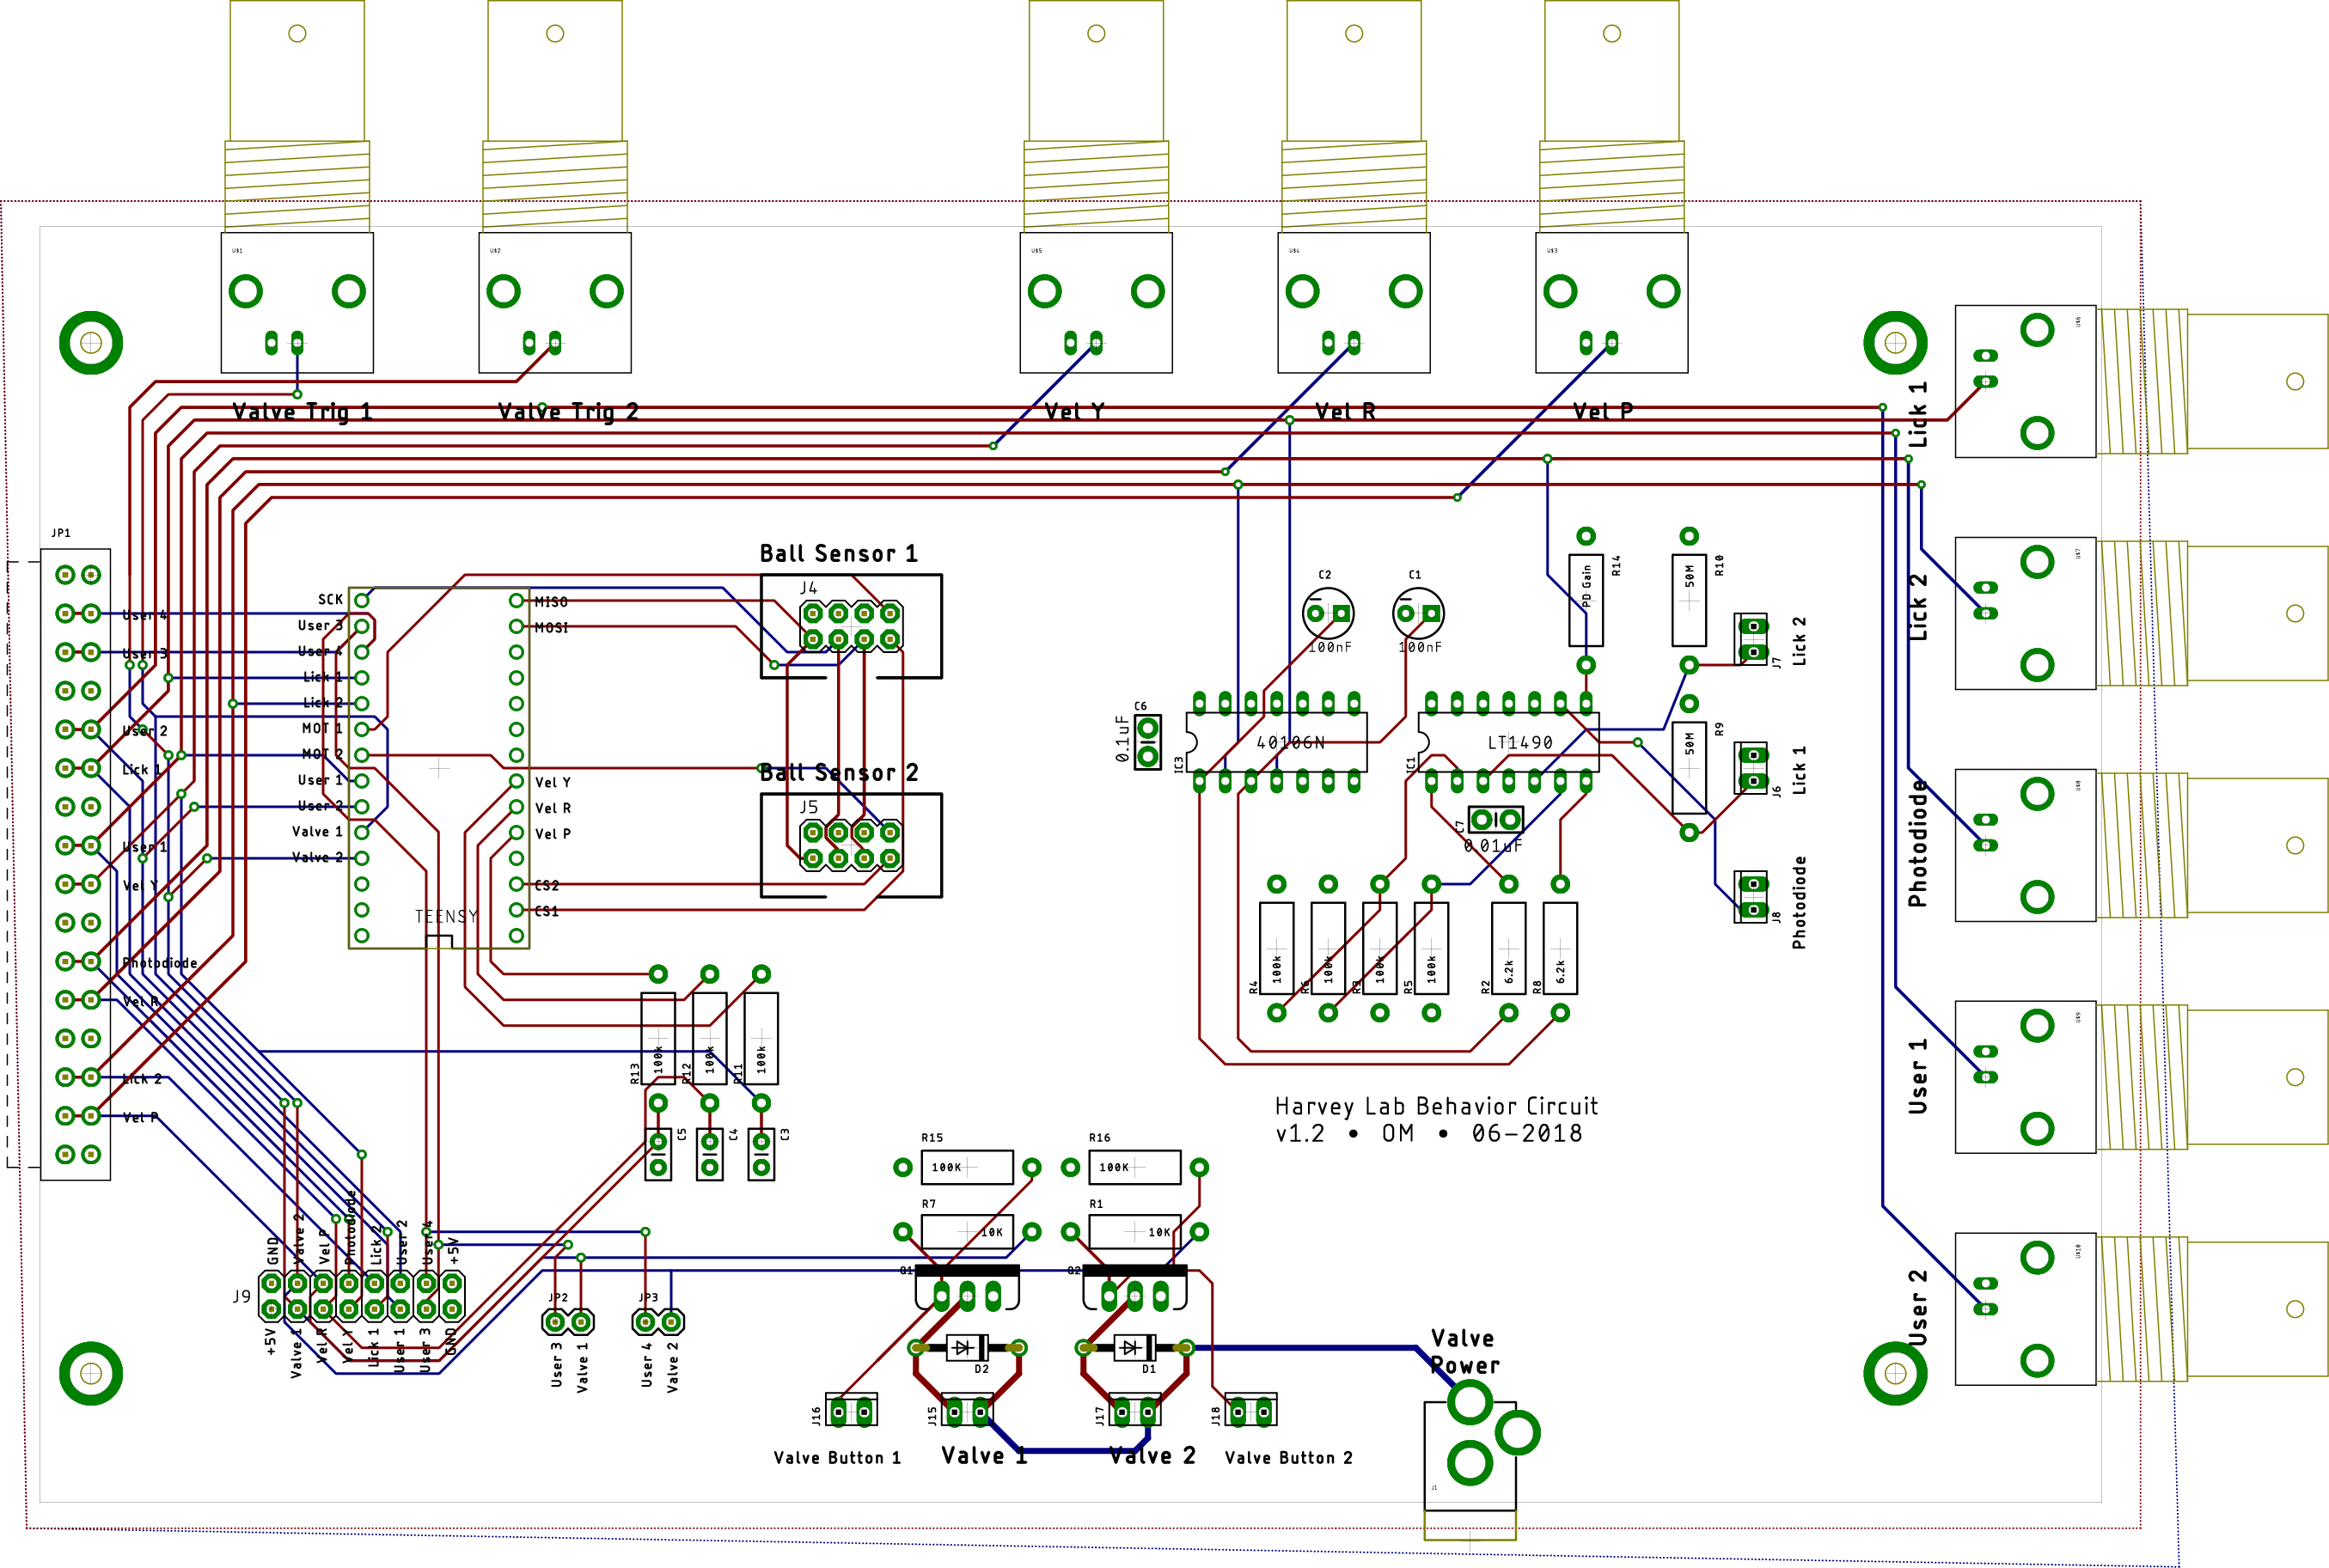 U$1
U$2
U$5
U$4
U$3
U$6
Valve Trig 1
Valve Trig 2
Vel Y
Vel R
Vel P
Lick 1
JP1
User 4
User 3
User 2
Lick 1
User 1
Vel Y
Photodiode
Vel R
Lick 2
Vel P
SCK
User 3
User 4
Lick 1
Lick 2
MOT 1
MOT 2
User 1
User 2
Valve 1
Valve 2
MISO
MOSI
Vel Y
Vel R
Vel P
CS2
CS1
TEENSY
Ball Sensor 1
J4
Ball Sensor 2
J5
C2
100nF
C1
100nF
C6
0.1uF
IC3
40106N
IC1
LT1490
C7
0.01uF
R14
PD Gain
R10
50M
R9
50M
J7
Lick 2
J6
Lick 1
J8
Photodiode
U$7
Lick 2
U$8
Photodiode
U$9
User 1
U$10
User 2
R4
100k
R6
100k
R3
100k
R5
100k
R2
6.2k
R8
6.2k
R13
100k
R12
100k
R11
100k
C5
C4
C3
Harvey Lab Behavior Circuit
v1.2 • OM • 06-2018
R15
100K
R16
100K
R7
10K
R1
10K
Q1
Q2
GND
Valve 2
Vel P
Photodiode
Lick 2
User 2
User 4
+5V
J9
+5V
Valve 1
Vel R
Vel Y
Lick 1
User 1
User 3
GND
JP2
User 3
Valve 1
JP3
User 4
Valve 2
D2
D1
J16
J15
J17
J18
Valve Button 1
Valve 1
Valve 2
Valve Button 2
Valve
Power
J1